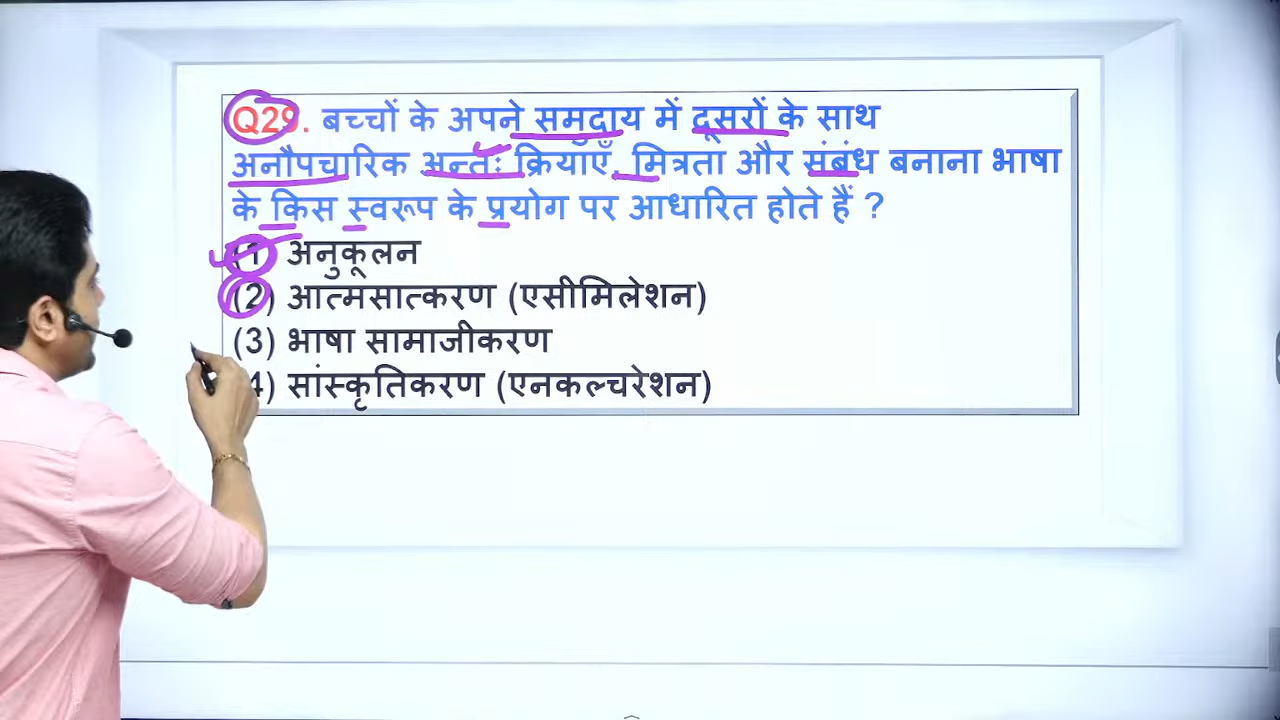 Q29. बच्चों के अपने समुदाय में दूसरों के साथ
अनौपचारिक अन्तः क्रियाएँ, मित्रता और संबंध बनाना भाषा
के किस स्वरूप के प्रयोग पर आधारित होते हैं ?
(1) अनुकूलन
(2) आत्मसात्करण (एसीमिलेशन)
(3) भाषा सामाजीकरण
4) सांस्कृतिकरण (एनकल्चरेशन)